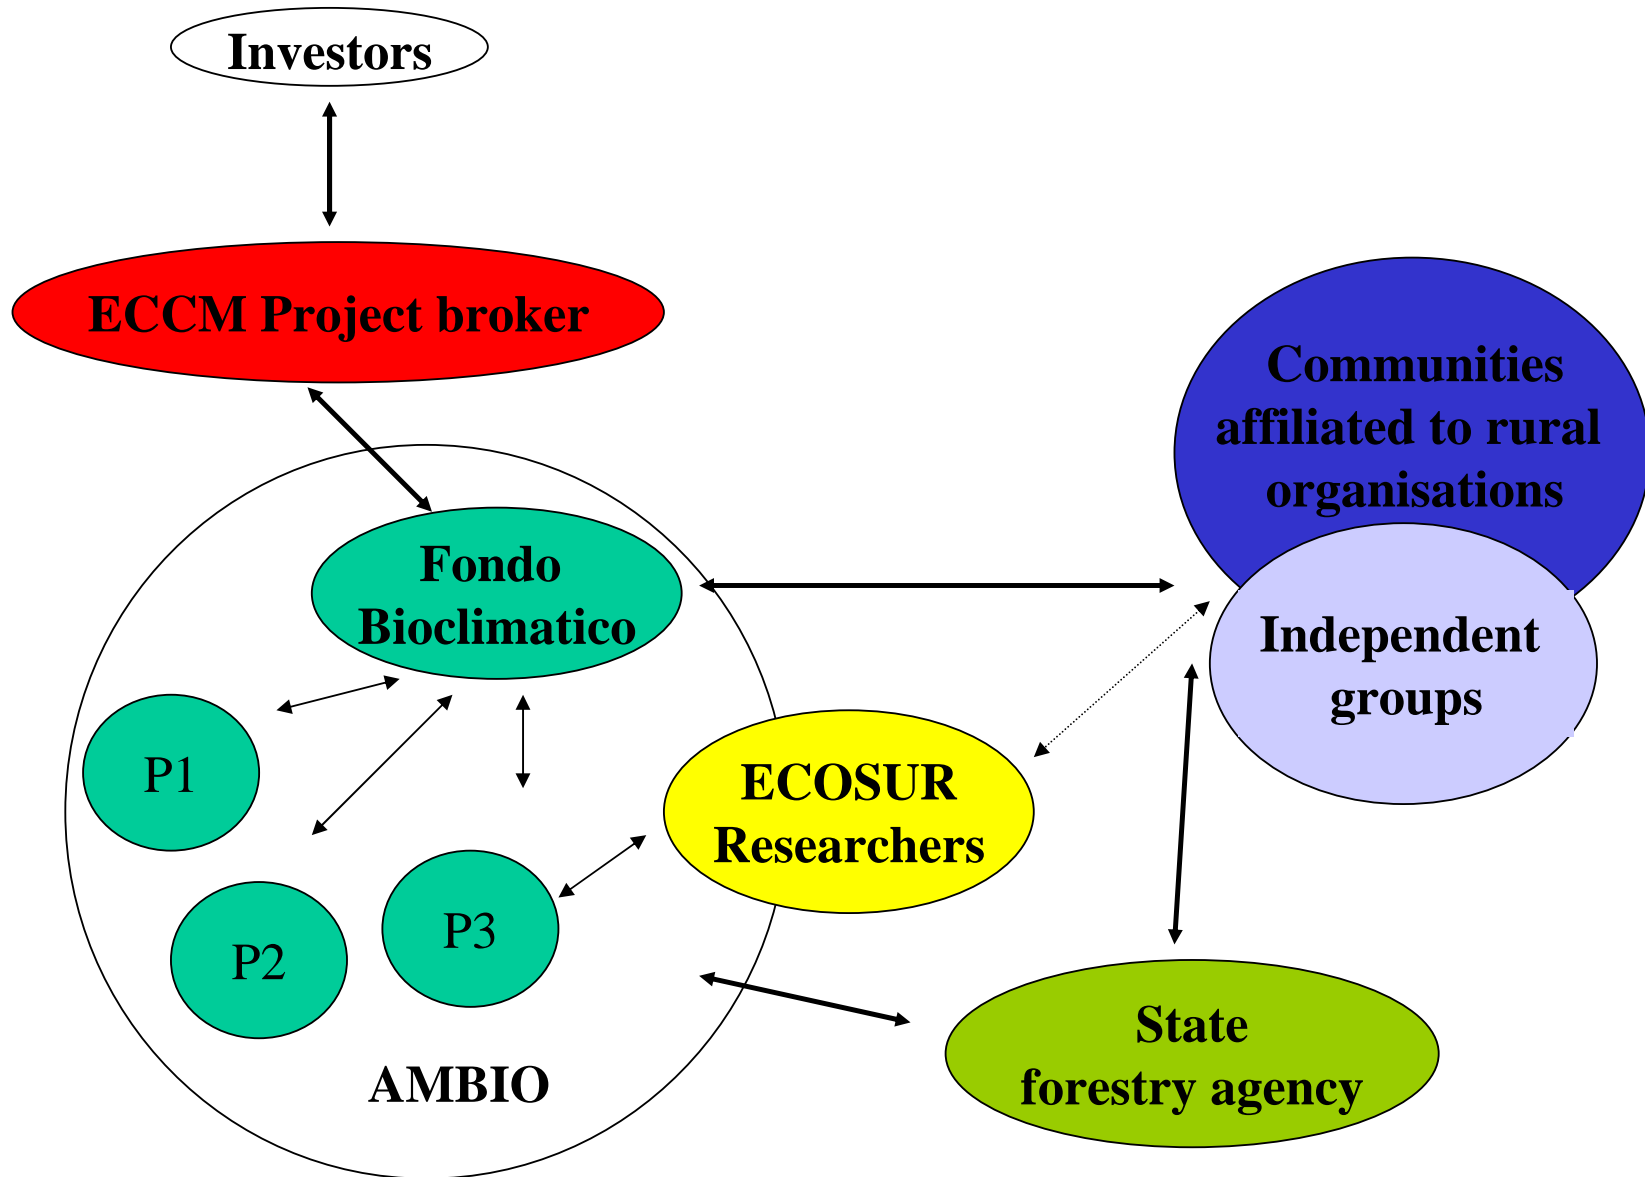 Investors
ECCM Project broker
Communities
affiliated to rural
organisations
Fondo
Bioclimatico
Independent
groups
P1
ECOSUR
Researchers
P3
P2
State
forestry agency
AMBIO